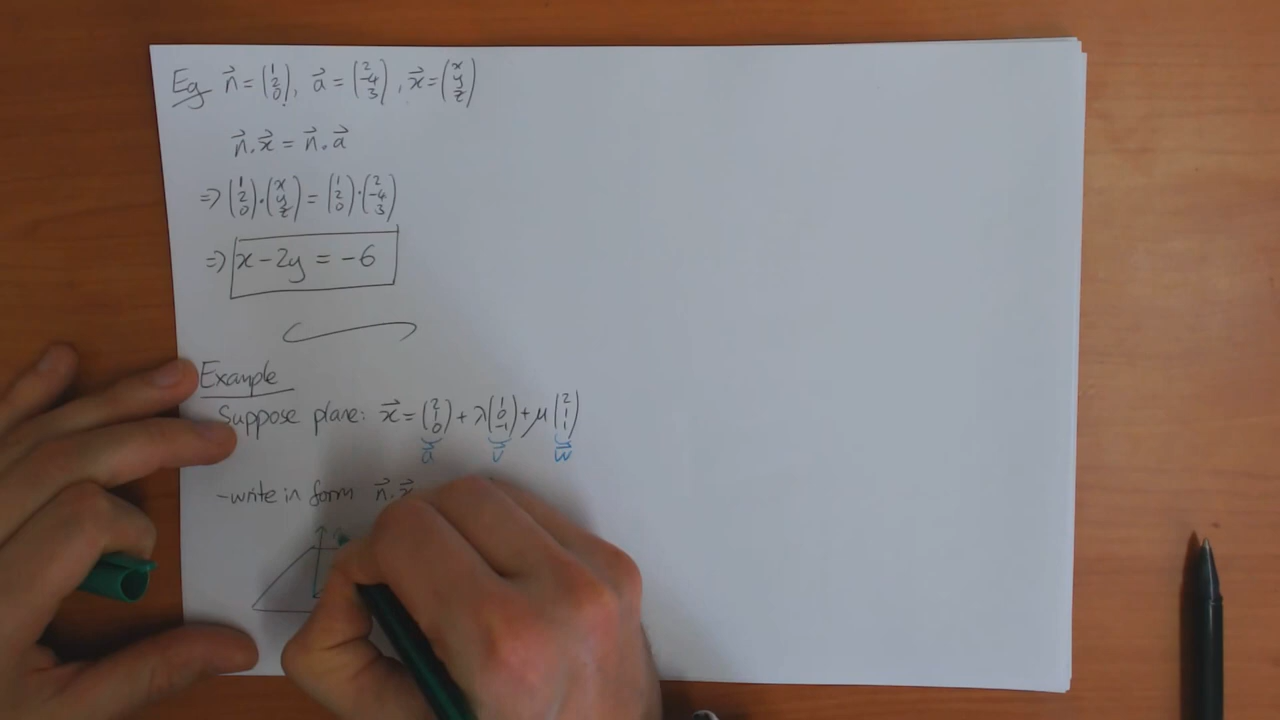 Eg n⃗ = (1 2 0), a⃗ = (2 -4 3), x⃗ = (x y z)
n⃗.x⃗ = n⃗.a⃗
=> (1 2 0).(x y z) = (1 2 0).(2 -4 3)
=> x - 2y = -6
Example
Suppose plane: x⃗ = (2 1 0) + λ(1 0 -1) + μ(2 1 1)
a⃗ v⃗ w⃗
-write in form n⃗.x⃗